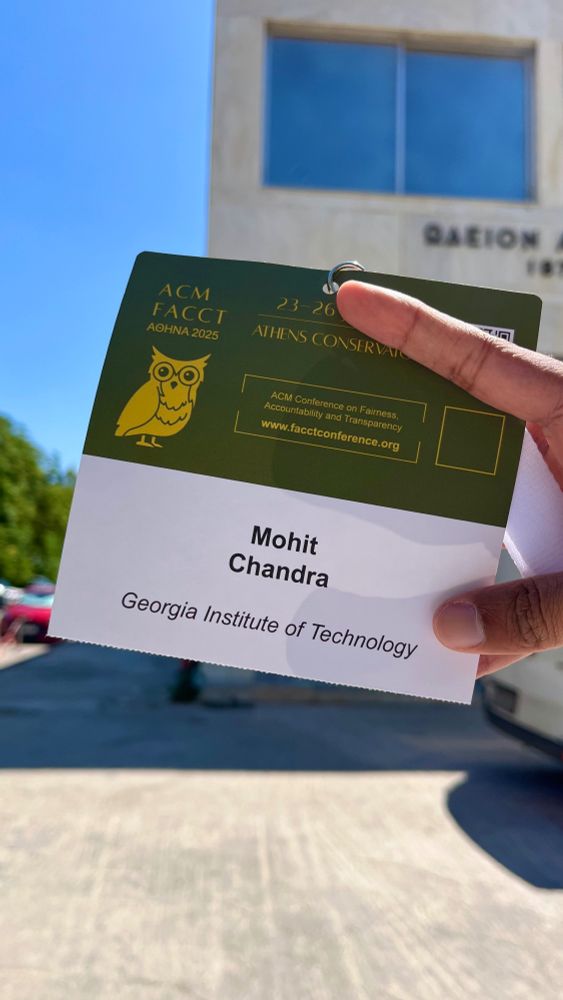 ΩΔΕΙΟΝ
ACM
FACCT
ΑΘΗΝΑ 2025
23–26
ATHENS CONSERVATO
ACM Conference on Fairness,
Accountability and Transparency
www.facctconference.org
Mohit
Chandra
Georgia Institute of Technology